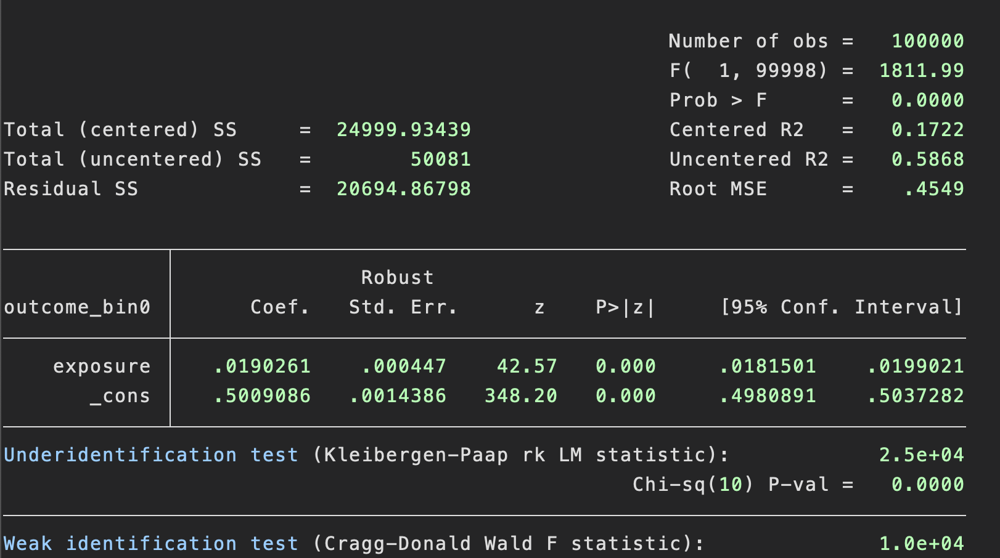 Number of obs = 100000
F( 1, 99998) = 1811.99
Prob > F = 0.0000
Total (centered) SS = 24999.93439 Centered R2 = 0.1722
Total (uncentered) SS = 50081 Uncentered R2 = 0.5868
Residual SS = 20694.86798 Root MSE = .4549
Robust
outcome_bin0 Coef. Std. Err. z P>|z| [95% Conf. Interval]
exposure .0190261 .000447 42.57 0.000 .0181501 .0199021
_cons .5009086 .0014386 348.20 0.000 .4980891 .5037282
Underidentification test (Kleibergen-Paap rk LM statistic): 2.5e+04
Chi-sq(10) P-val = 0.0000
Weak identification test (Cragg-Donald Wald F statistic): 1.0e+04